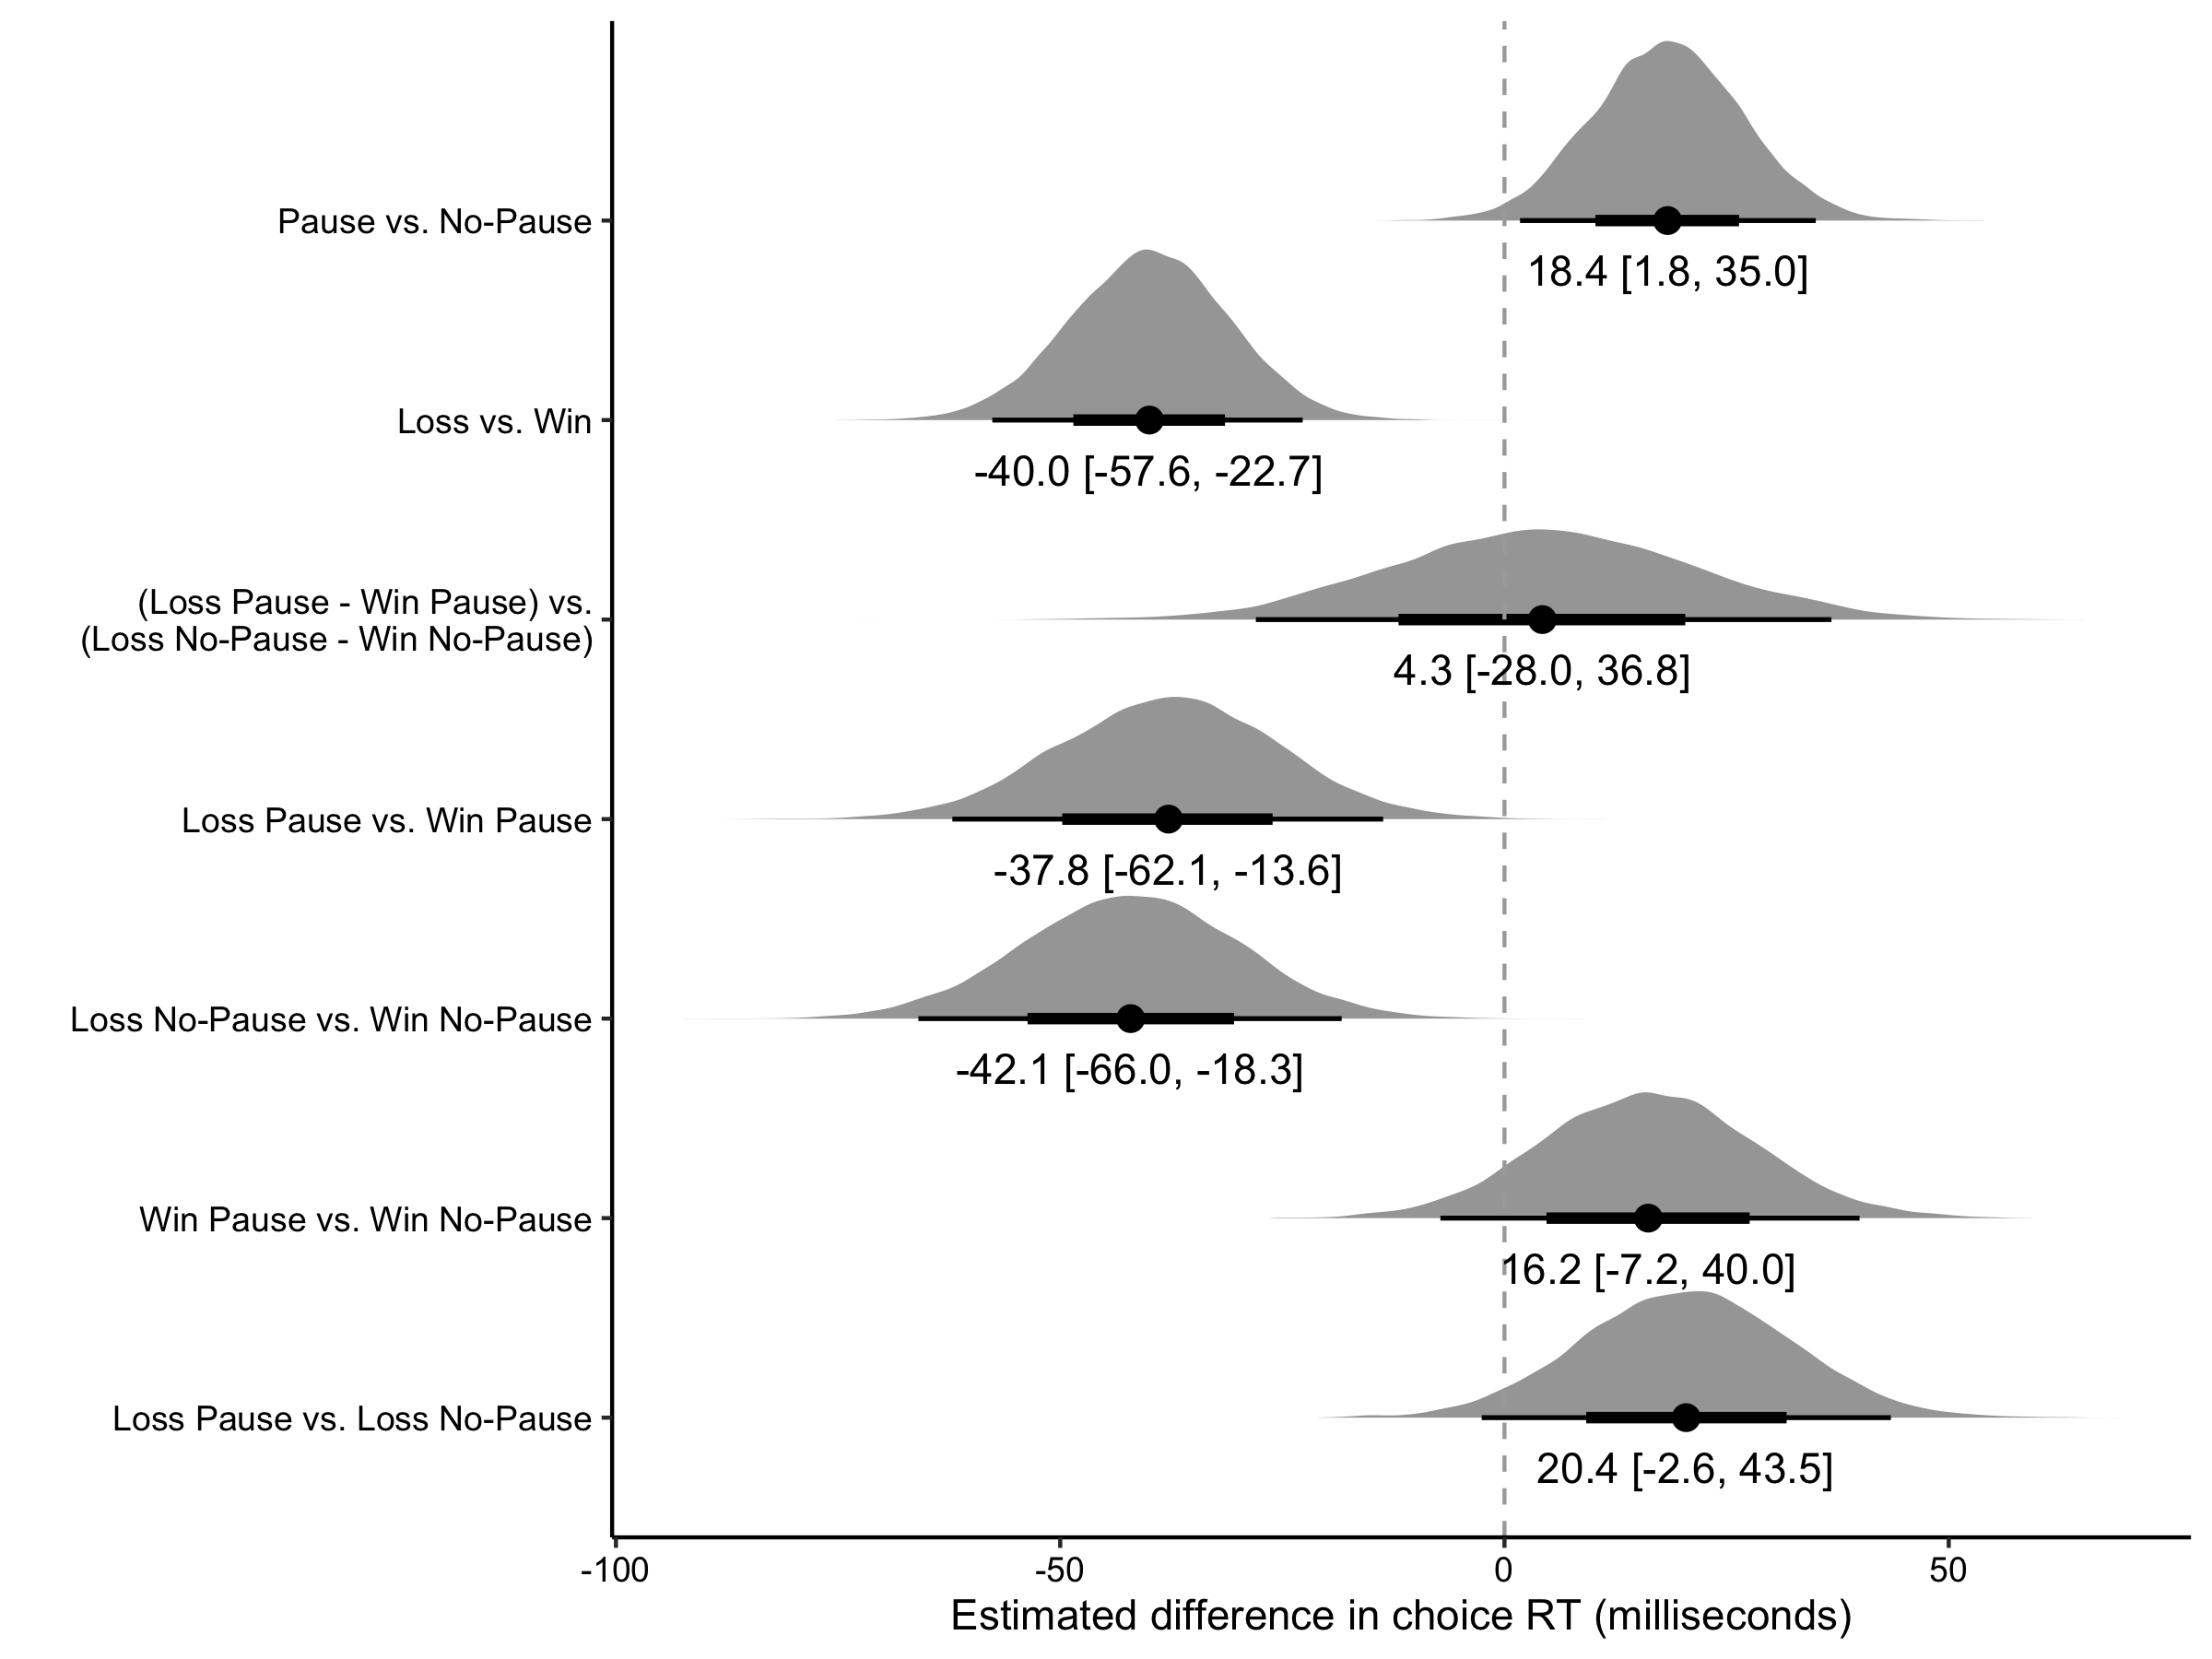 Pause vs. No-Pause
18.4 [1.8, 35.0]
Loss vs. Win
-40.0 [-57.6, -22.7]
(Loss Pause - Win Pause) vs.
(Loss No-Pause - Win No-Pause)
4.3 [-28.0, 36.8]
Loss Pause vs. Win Pause
-37.8 [-62.1, -13.6]
Loss No-Pause vs. Win No-Pause
-42.1 [-66.0, -18.3]
Win Pause vs. Win No-Pause
16.2 [-7.2, 40.0]
Loss Pause vs. Loss No-Pause
20.4 [-2.6, 43.5]
-100 -50 0 50
Estimated difference in choice RT (milliseconds)